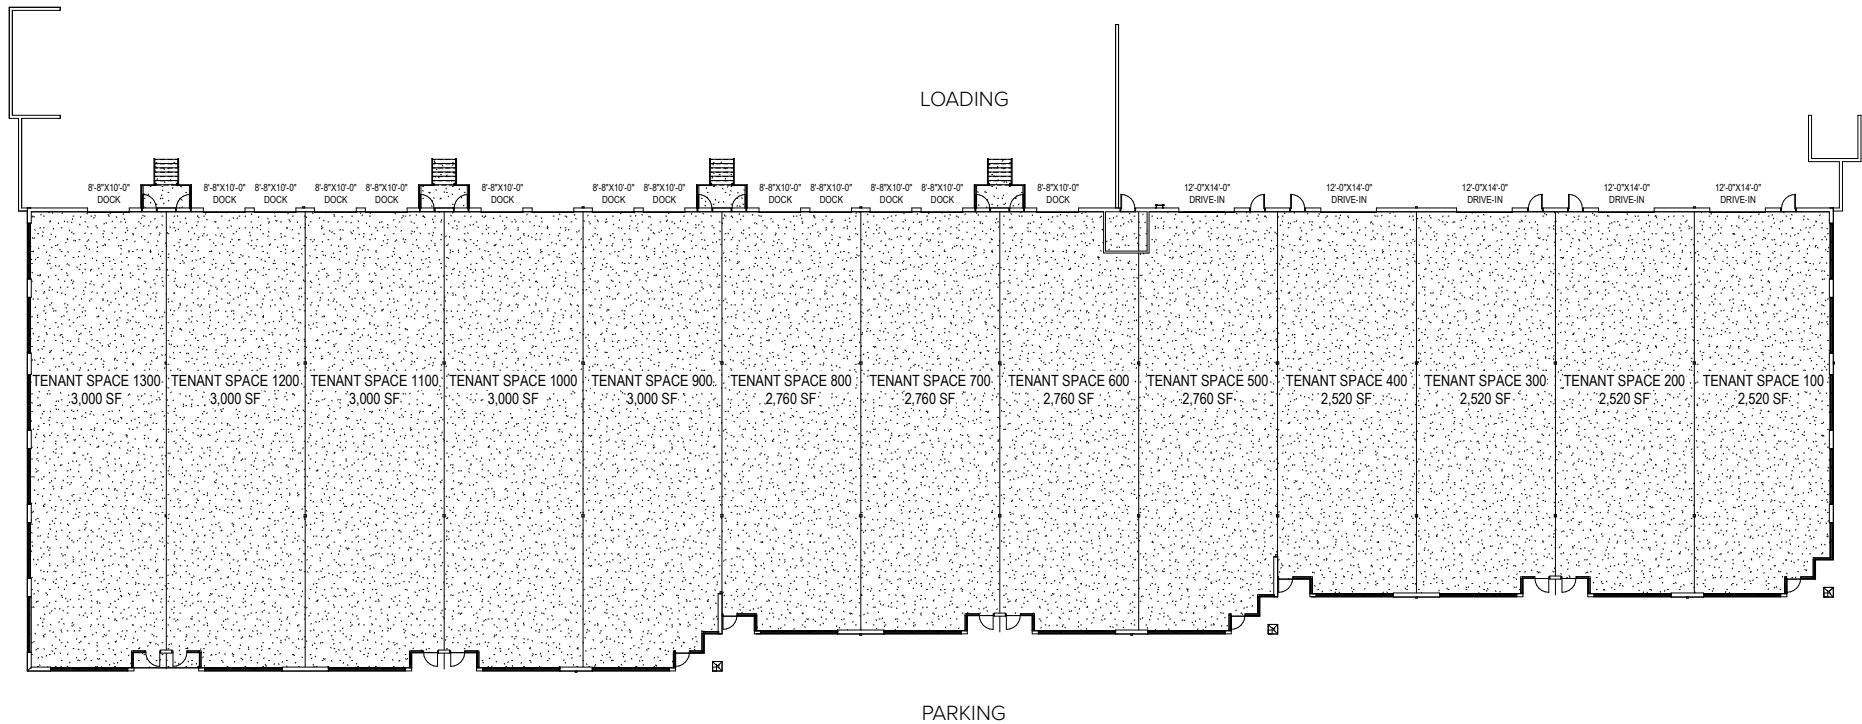 LOADING
8'-8"X10'-0" 8'-8"X10'-0" 8'-8"X10'-0" 8'-8"X10'-0" 8'-8"X10'-0" 8'-8"X10'-0" 8'-8"X10'-0" 8'-8"X10'-0" 8'-8"X10'-0" 8'-8"X10'-0" 8'-8"X10'-0" 8'-8"X10'-0" 8'-8"X10'-0" 12'-0"X14'-0" 12'-0"X14'-0" 12'-0"X14'-0" 12'-0"X14'-0" 12'-0"X14'-0"
DOCK DOCK DOCK DOCK DOCK DOCK DOCK DOCK DOCK DOCK DOCK DOCK DOCK DRIVE-IN DRIVE-IN DRIVE-IN DRIVE-IN DRIVE-IN
TENANT SPACE 1300 TENANT SPACE 1200 TENANT SPACE 1100 TENANT SPACE 1000 TENANT SPACE 900 TENANT SPACE 800 TENANT SPACE 700 TENANT SPACE 600 TENANT SPACE 500 TENANT SPACE 400 TENANT SPACE 300 TENANT SPACE 200 TENANT SPACE 100
3,000 SF 3,000 SF 3,000 SF 3,000 SF 3,000 SF 2,760 SF 2,760 SF 2,760 SF 2,760 SF 2,520 SF 2,520 SF 2,520 SF 2,520 SF
PARKING